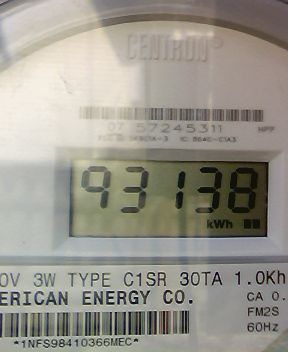 CENTRON®
07 57245311 HPP
93138
kWh
0V 3W TYPE C1SR 30TA 1.0Kh
ERICAN ENERGY CO.
CA 0.
FM2S
60Hz
*1NFS98410366MEC*